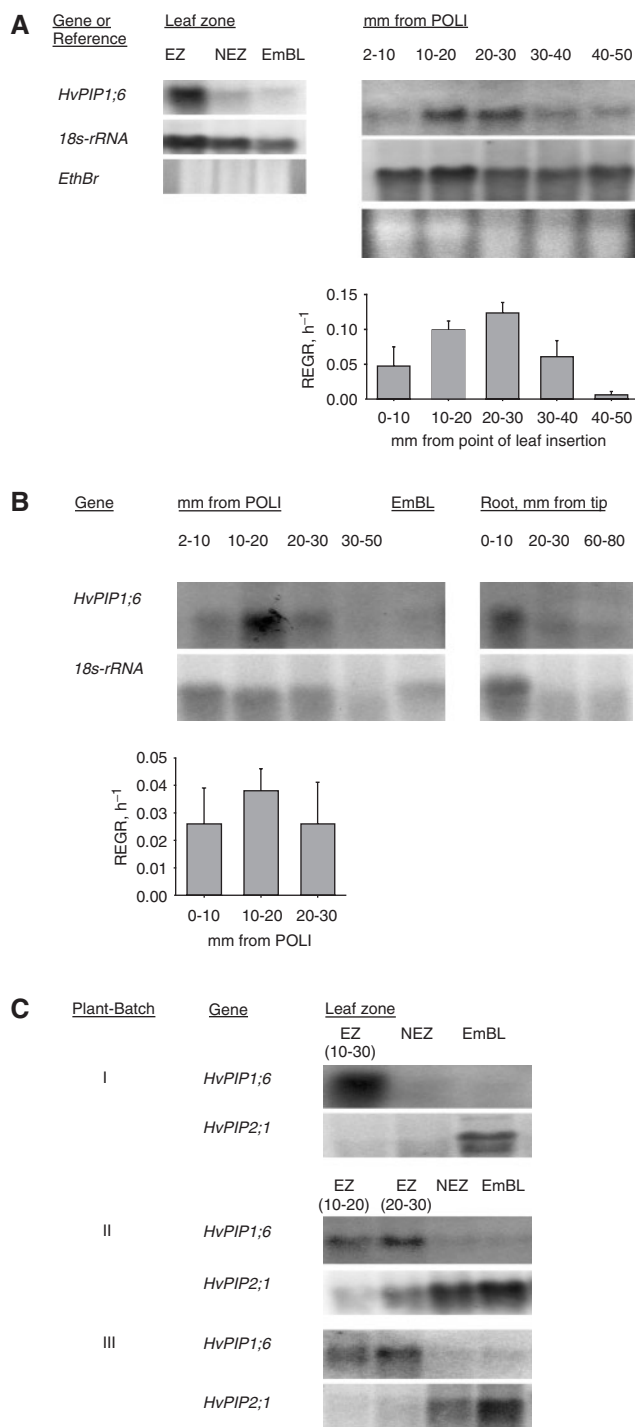 A
Gene or Reference
Leaf zone
mm from POLI
EZ NEZ EmBL
2-10 10-20 20-30 30-40 40-50
HvPIP1;6
18s-rRNA
EthBr
REGR, h⁻¹
0.15
0.10
0.05
0.00
0-10 10-20 20-30 30-40 40-50
mm from point of leaf insertion
B
Gene
mm from POLI
EmBL
Root, mm from tip
2-10 10-20 20-30 30-50
0-10 20-30 60-80
HvPIP1;6
18s-rRNA
REGR, h⁻¹
0.05
0.04
0.03
0.02
0.01
0.00
0-10 10-20 20-30
mm from POLI
C
Plant-Batch
Gene
Leaf zone
EZ (10-30) NEZ EmBL
I
HvPIP1;6
HvPIP2;1
EZ (10-20) EZ (20-30) NEZ EmBL
II
HvPIP1;6
HvPIP2;1
III
HvPIP1;6
HvPIP2;1